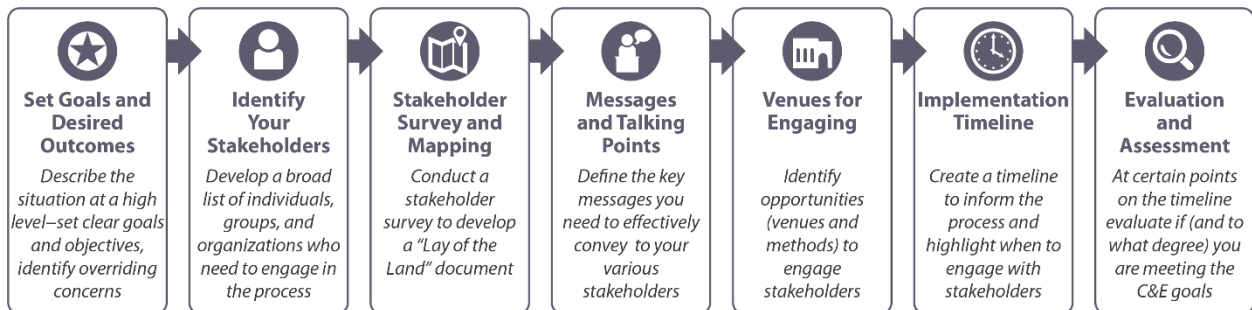 Set Goals and
Desired
Outcomes
Describe the
situation at a high
level–set clear goals
and objectives,
identify overriding
concerns
Identify
Your
Stakeholders
Develop a broad
list of individuals,
groups, and
organizations who
need to engage in
the process
Stakeholder
Survey and
Mapping
Conduct a
stakeholder
survey to develop
a “Lay of the
Land” document
Messages
and Talking
Points
Define the key
messages you
need to effectively
convey to your
various
stakeholders
Venues for
Engaging
Identify
opportunities
(venues and
methods) to
engage
stakeholders
Implementation
Timeline
Create a timeline
to inform the
process and
highlight when to
engage with
stakeholders
Evaluation
and
Assessment
At certain points
on the timeline
evaluate if (and to
what degree) you
are meeting the
C&E goals